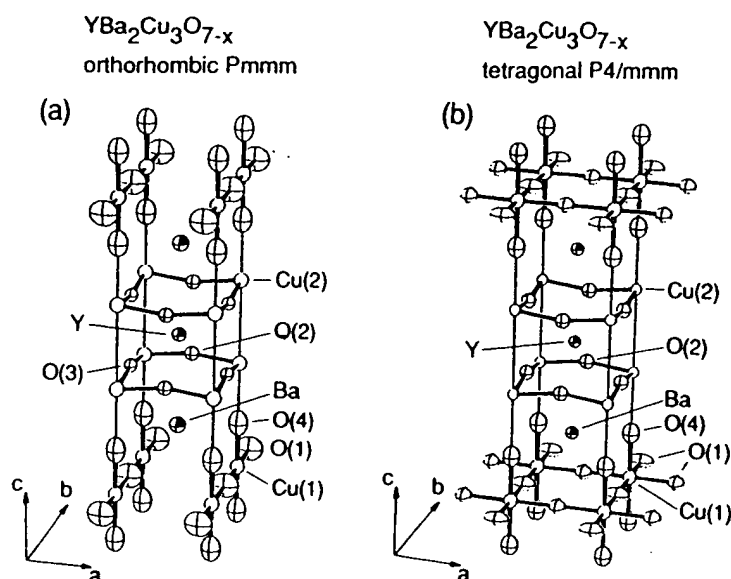 YBa2Cu3O7-x
orthorhombic Pmmm
(a)
Cu(2)
Y
O(2)
O(3)
Ba
O(4)
O(1)
Cu(1)
c
b
a
YBa2Cu3O7-x
tetragonal P4/mmm
(b)
Cu(2)
Y
O(2)
Ba
O(4)
O(1)
Cu(1)
c
b
a